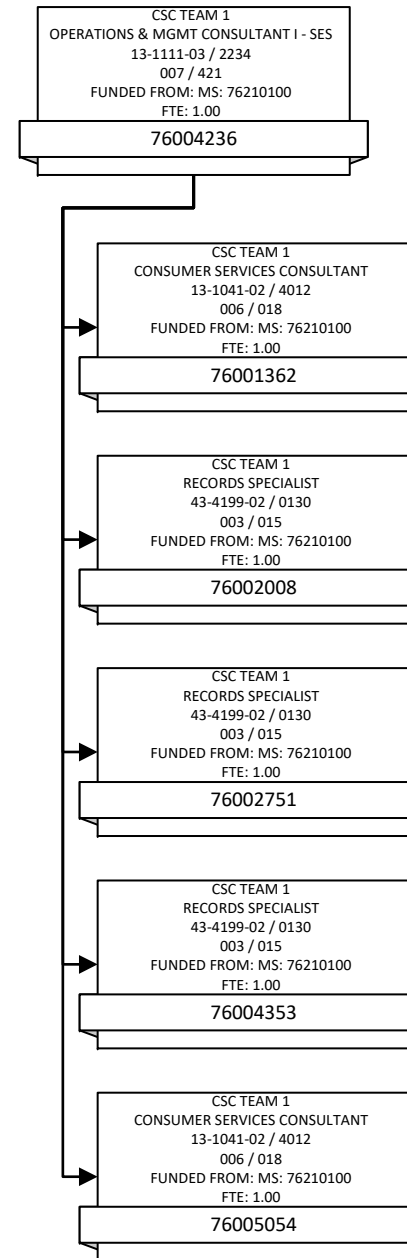 CSC TEAM 1
OPERATIONS & MGMT CONSULTANT I - SES
13-1111-03 / 2234
007 / 421
FUNDED FROM: MS: 76210100
FTE: 1.00
76004236
CSC TEAM 1
CONSUMER SERVICES CONSULTANT
13-1041-02 / 4012
006 / 018
FUNDED FROM: MS: 76210100
FTE: 1.00
76001362
CSC TEAM 1
RECORDS SPECIALIST
43-4199-02 / 0130
003 / 015
FUNDED FROM: MS: 76210100
FTE: 1.00
76002008
CSC TEAM 1
RECORDS SPECIALIST
43-4199-02 / 0130
003 / 015
FUNDED FROM: MS: 76210100
FTE: 1.00
76002751
CSC TEAM 1
RECORDS SPECIALIST
43-4199-02 / 0130
003 / 015
FUNDED FROM: MS: 76210100
FTE: 1.00
76004353
CSC TEAM 1
CONSUMER SERVICES CONSULTANT
13-1041-02 / 4012
006 / 018
FUNDED FROM: MS: 76210100
FTE: 1.00
76005054